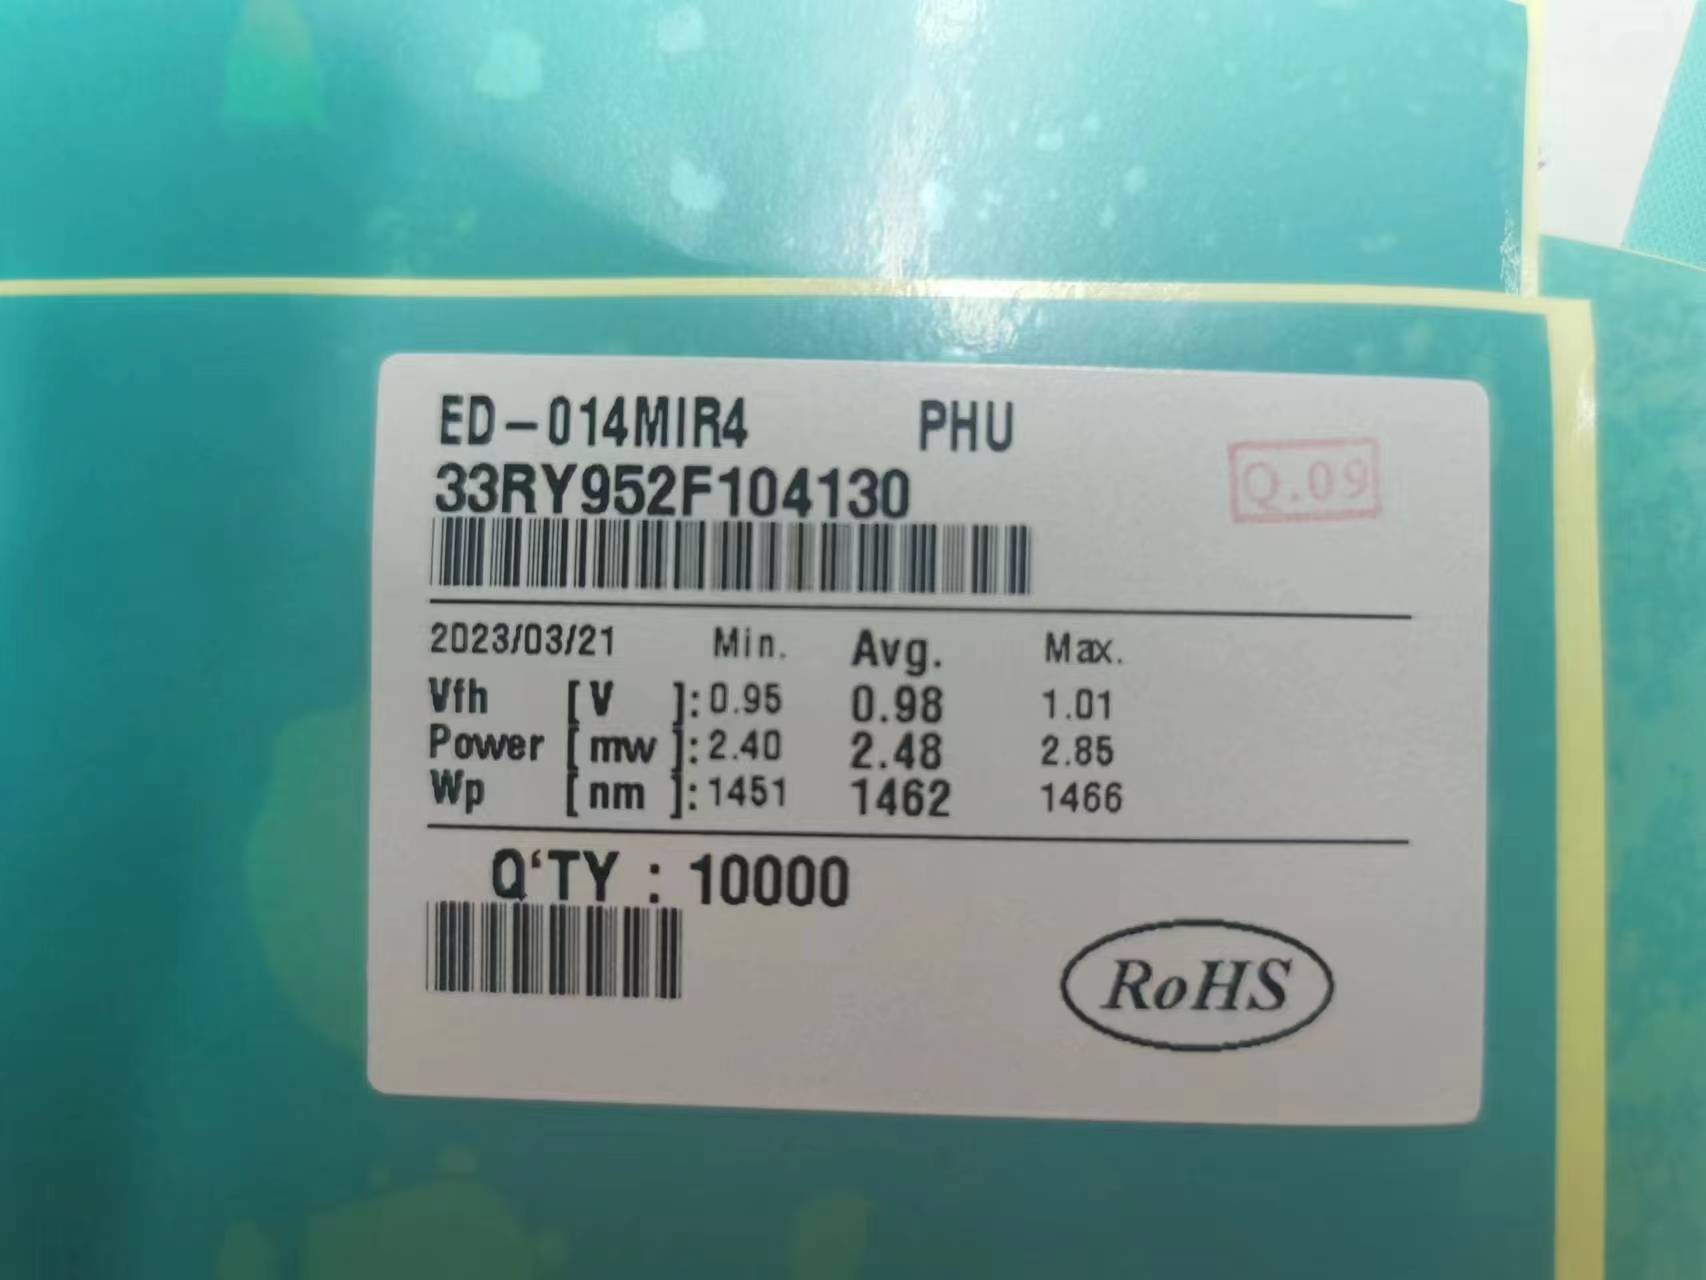 ED-014MIR4 PHU
33RY952F104130
Q.09
2023/03/21 Min. Avg. Max.
Vfh [ V ]: 0.95 0.98 1.01
Power [ mw ]: 2.40 2.48 2.85
Wp [ nm ]: 1451 1462 1466
Q'TY : 10000
RoHS